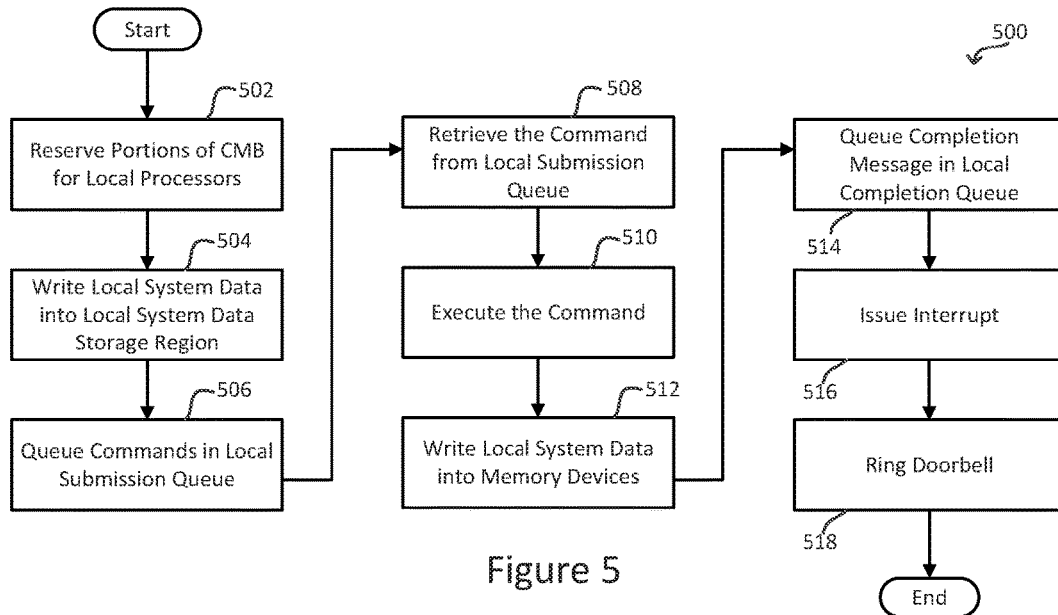 Start
500
502
Reserve Portions of CMB
for Local Processors
504
Write Local System Data
into Local System Data
Storage Region
506
Queue Commands in Local
Submission Queue
508
Retrieve the Command
from Local Submission
Queue
510
Execute the Command
512
Write Local System Data
into Memory Devices
Queue Completion
Message in Local
Completion Queue
514
Issue Interrupt
516
Ring Doorbell
518
End
Figure 5